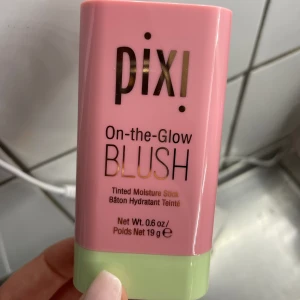 pixi
On-the-Glow
BLUSH
Tinted Moisture Stick
Bâton Hydratant Teinté
Net Wt. 0.6 oz/
Poids Net 19 g ℮